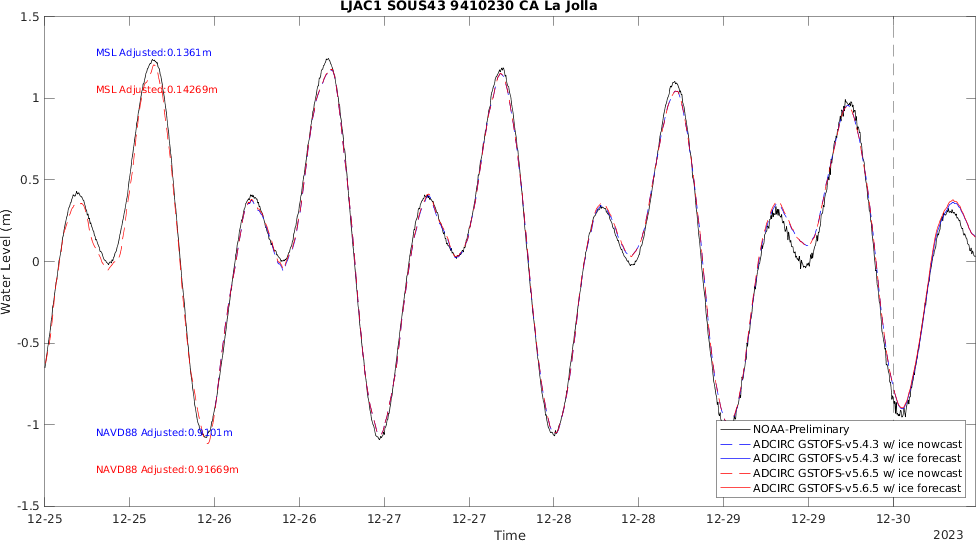 LJAC1 SOUS43 9410230 CA La Jolla
1.5
MSL Adjusted:0.1361m
MSL Adjusted:0.14269m
1
0.5
Water Level (m)
0
-0.5
-1
NAVD88 Adjusted:0.9101m
NAVD88 Adjusted:0.91669m
-1.5
NOAA-Preliminary
ADCIRC GSTOFS-v5.4.3 w/ ice nowcast
ADCIRC GSTOFS-v5.4.3 w/ ice forecast
ADCIRC GSTOFS-v5.6.5 w/ ice nowcast
ADCIRC GSTOFS-v5.6.5 w/ ice forecast
12-25 12-25 12-26 12-26 12-27 12-27 12-28 12-28 12-29 12-29 12-30
Time
2023